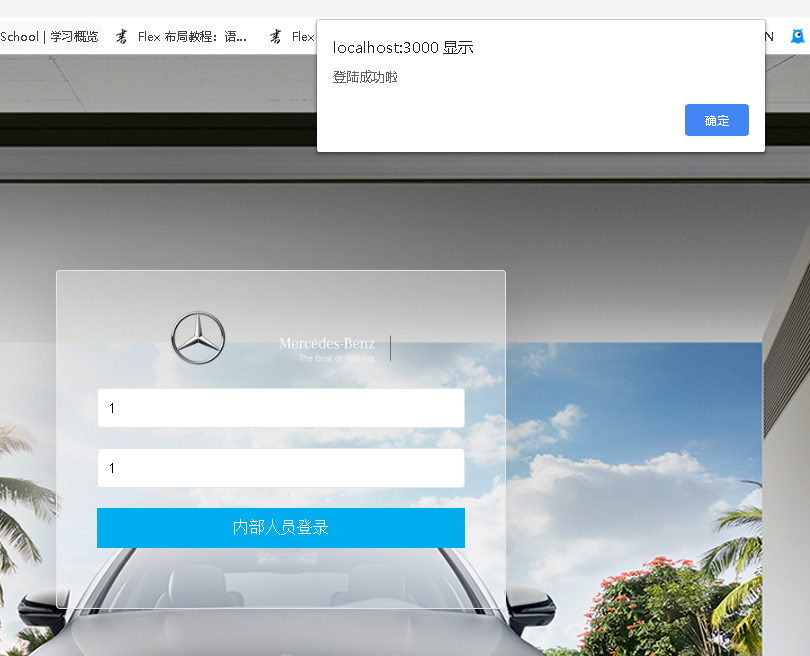 School | 学习概览
Flex 布局教程：语...
Flex
N
localhost:3000 显示
登陆成功啦
确定
Mercedes-Benz
The best or nothing
1
1
内部人员登录